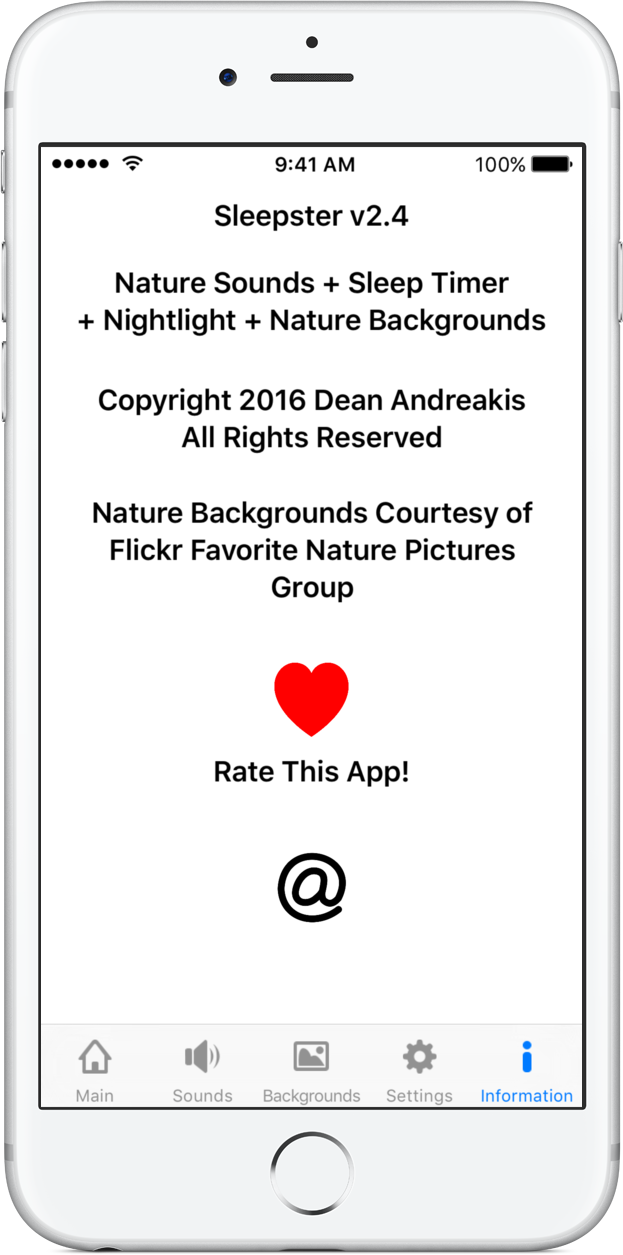 9:41 AM 100%
Sleepster v2.4
Nature Sounds + Sleep Timer
+ Nightlight + Nature Backgrounds
Copyright 2016 Dean Andreakis
All Rights Reserved
Nature Backgrounds Courtesy of
Flickr Favorite Nature Pictures
Group
Rate This App!
@
Main Sounds Backgrounds Settings Information